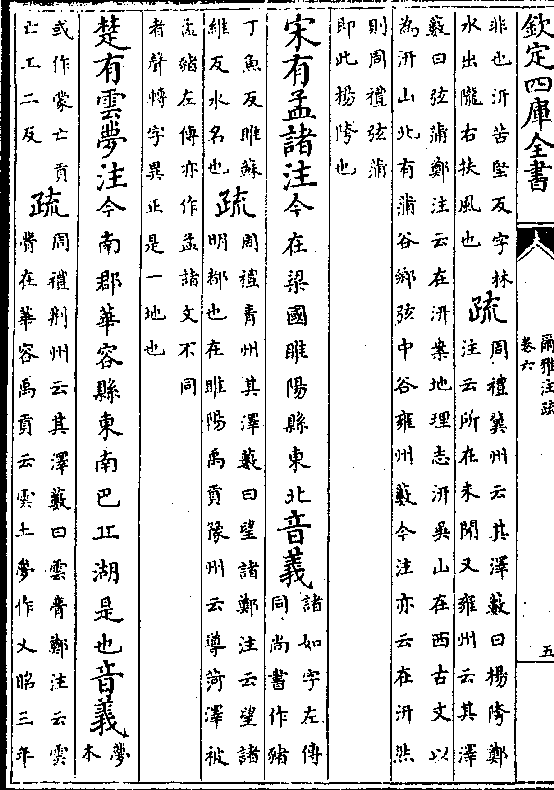 欽定四庫全書
爾雅注疏
卷六
五
非也汧苦堅反字林
水出隴右扶風也
疏
周禮冀州云其澤藪曰楊陓鄭
注云所在未聞又雍州云其澤
藪曰弦蒲鄭注云在汧案地理志汧吳山在西古文以
為汧山北有蒲谷鄉弦中谷雍州藪今注亦云在汧然
則周禮弦蒲
即此楊陓也
宋有孟諸注今在梁國睢陽縣東北音義
諸如字左傳
同尚書作豬
丁魚反睢蘇
維反水名也
疏
周禮青州其澤藪曰望諸鄭注云望諸
明都也在睢陽禹貢豫州云導菏澤被
孟豬左傳亦作孟諸文不同
者聲轉字異正是一地也
楚有雲夢注今南郡華容縣東南巴丘湖是也音義
夢
本
或作蒙亡貢
亡工二反
疏
周禮荆州云其澤藪曰雲瞢鄭注云雲
瞢在華容禹貢云雲土夢作乂昭三年